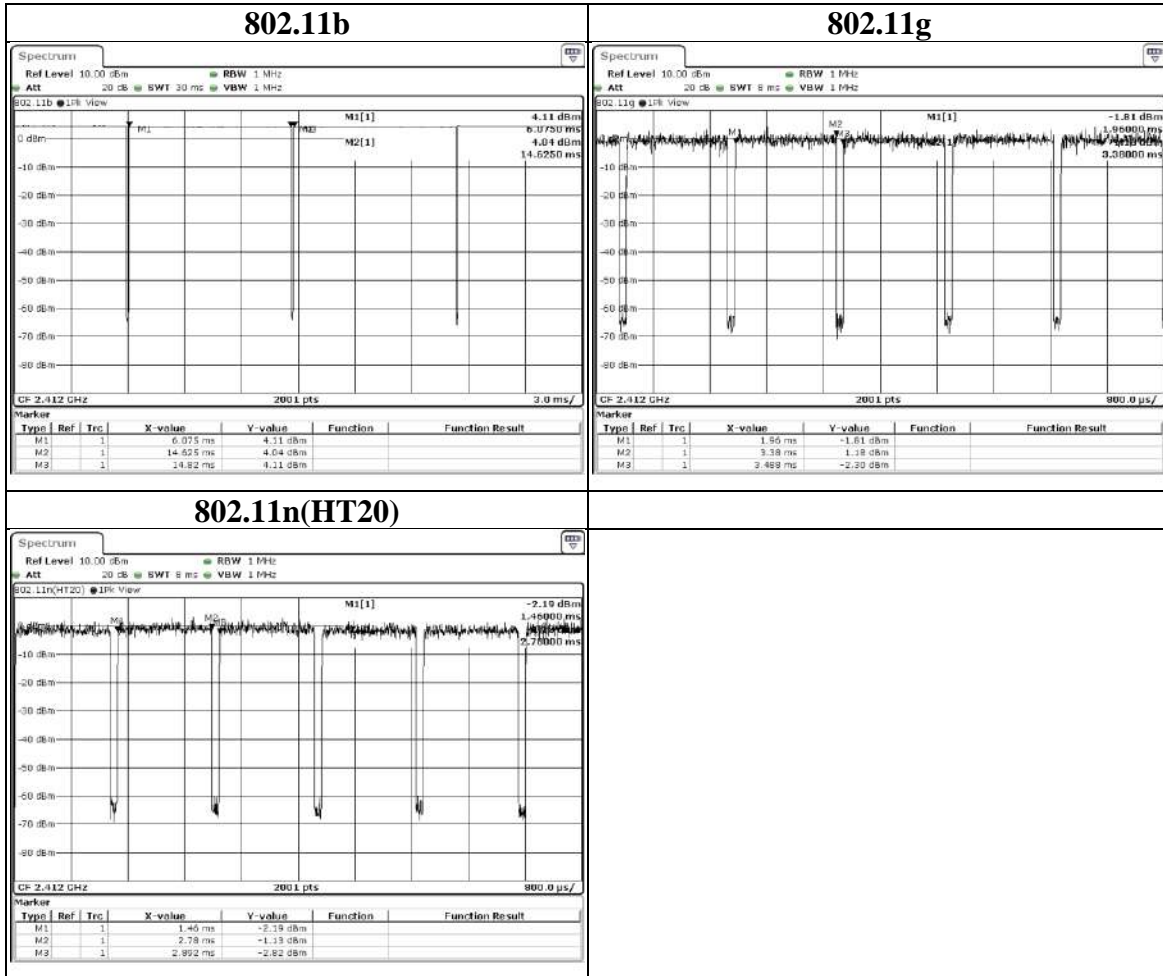 802.11b
Spectrum
Ref Level 10.00 dBm RBW 1 MHz
Att 20 dB SWT 30 ms VBW 1 MHz
802.11b 1Pk View
M1[1] 4.11 dBm
6.0750 ms
M2[1] 4.04 dBm
14.6250 ms
M1
0 dBm
-10 dBm
-20 dBm
-30 dBm
-40 dBm
-50 dBm
-60 dBm
-70 dBm
-80 dBm
CF 2.412 GHz 2001 pts 3.0 ms/
Marker
Type Ref Trc X-value Y-value Function Function Result
M1 1 6.075 ms 4.11 dBm
M2 1 14.625 ms 4.04 dBm
M3 1 14.82 ms 4.11 dBm
802.11g
Spectrum
Ref Level 10.00 dBm RBW 1 MHz
Att 20 dB SWT 8 ms VBW 1 MHz
802.11g 1Pk View
M1[1] -1.81 dBm
1.96000 ms
3.38000 ms
M1
M2
M3
-10 dBm
-20 dBm
-30 dBm
-40 dBm
-50 dBm
-60 dBm
-70 dBm
-80 dBm
CF 2.412 GHz 2001 pts 800.0 µs/
Marker
Type Ref Trc X-value Y-value Function Function Result
M1 1 1.96 ms -1.81 dBm
M2 1 3.38 ms 1.18 dBm
M3 1 3.488 ms -2.30 dBm
802.11n(HT20)
Spectrum
Ref Level 10.00 dBm RBW 1 MHz
Att 20 dB SWT 8 ms VBW 1 MHz
802.11n(HT20) 1Pk View
M1[1] -2.19 dBm
1.46000 ms
2.78000 ms
M2
-10 dBm
-20 dBm
-30 dBm
-40 dBm
-50 dBm
-60 dBm
-70 dBm
-80 dBm
CF 2.412 GHz 2001 pts 800.0 µs/
Marker
Type Ref Trc X-value Y-value Function Function Result
M1 1 1.46 ms -2.19 dBm
M2 1 2.78 ms -1.13 dBm
M3 1 2.892 ms -2.82 dBm